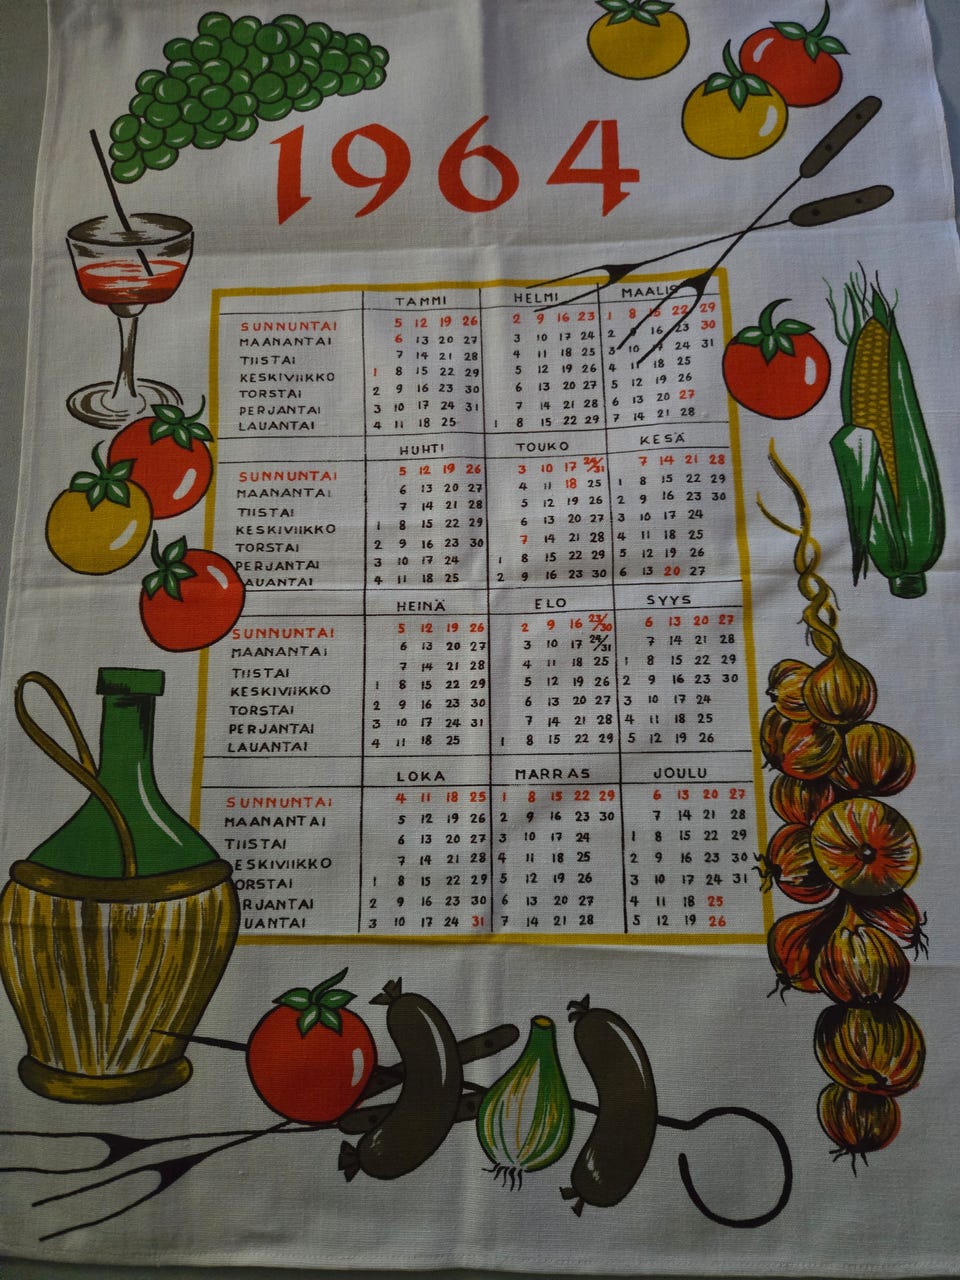 1964
TAMMI HELMI MAALIS
SUNNUNTAI 5 12 19 26 2 9 16 23 1 8 15 22 29
MAANANTAI 6 13 20 27 3 10 17 24 2 9 16 23 30
TIISTAI 7 14 21 28 4 11 18 25 3 10 17 24 31
KESKIVIIKKO 1 8 15 22 29 5 12 19 26 4 11 18 25
TORSTAI 2 9 16 23 30 6 13 20 27 5 12 19 26
PERJANTAI 3 10 17 24 31 7 14 21 28 6 13 20 27
LAUANTAI 4 11 18 25 1 8 15 22 29 7 14 21 28
HUHTI TOUKO KESÄ
SUNNUNTAI 5 12 19 26 3 10 17 24/31 7 14 21 28
MAANANTAI 6 13 20 27 4 11 18 25 1 8 15 22 29
TIISTAI 7 14 21 28 5 12 19 26 2 9 16 23 30
KESKIVIIKKO 1 8 15 22 29 6 13 20 27 3 10 17 24
TORSTAI 2 9 16 23 30 7 14 21 28 4 11 18 25
PERJANTAI 3 10 17 24 1 8 15 22 29 5 12 19 26
AUANTAI 4 11 18 25 2 9 16 23 30 6 13 20 27
HEINÄ ELO SYYS
SUNNUNTAI 5 12 19 26 2 9 16 23/30 6 13 20 27
MAANANTAI 6 13 20 27 3 10 17 24/31 7 14 21 28
TIISTAI 7 14 21 28 4 11 18 25 1 8 15 22 29
KESKIVIIKKO 1 8 15 22 29 5 12 19 26 2 9 16 23 30
TORSTAI 2 9 16 23 30 6 13 20 27 3 10 17 24
PERJANTAI 3 10 17 24 31 7 14 21 28 4 11 18 25
LAUANTAI 4 11 18 25 1 8 15 22 29 5 12 19 26
LOKA MARRAS JOULU
SUNNUNTAI 4 11 18 25 1 8 15 22 29 6 13 20 27
MAANANTAI 5 12 19 26 2 9 16 23 30 7 14 21 28
TIISTAI 6 13 20 27 3 10 17 24 1 8 15 22 29
ESKIVIIKKO 7 14 21 28 4 11 18 25 2 9 16 23 30
ORSTAI 1 8 15 22 29 5 12 19 26 3 10 17 24 31
RJANTAI 2 9 16 23 30 6 13 20 27 4 11 18 25
UANTAI 3 10 17 24 31 7 14 21 28 5 12 19 26